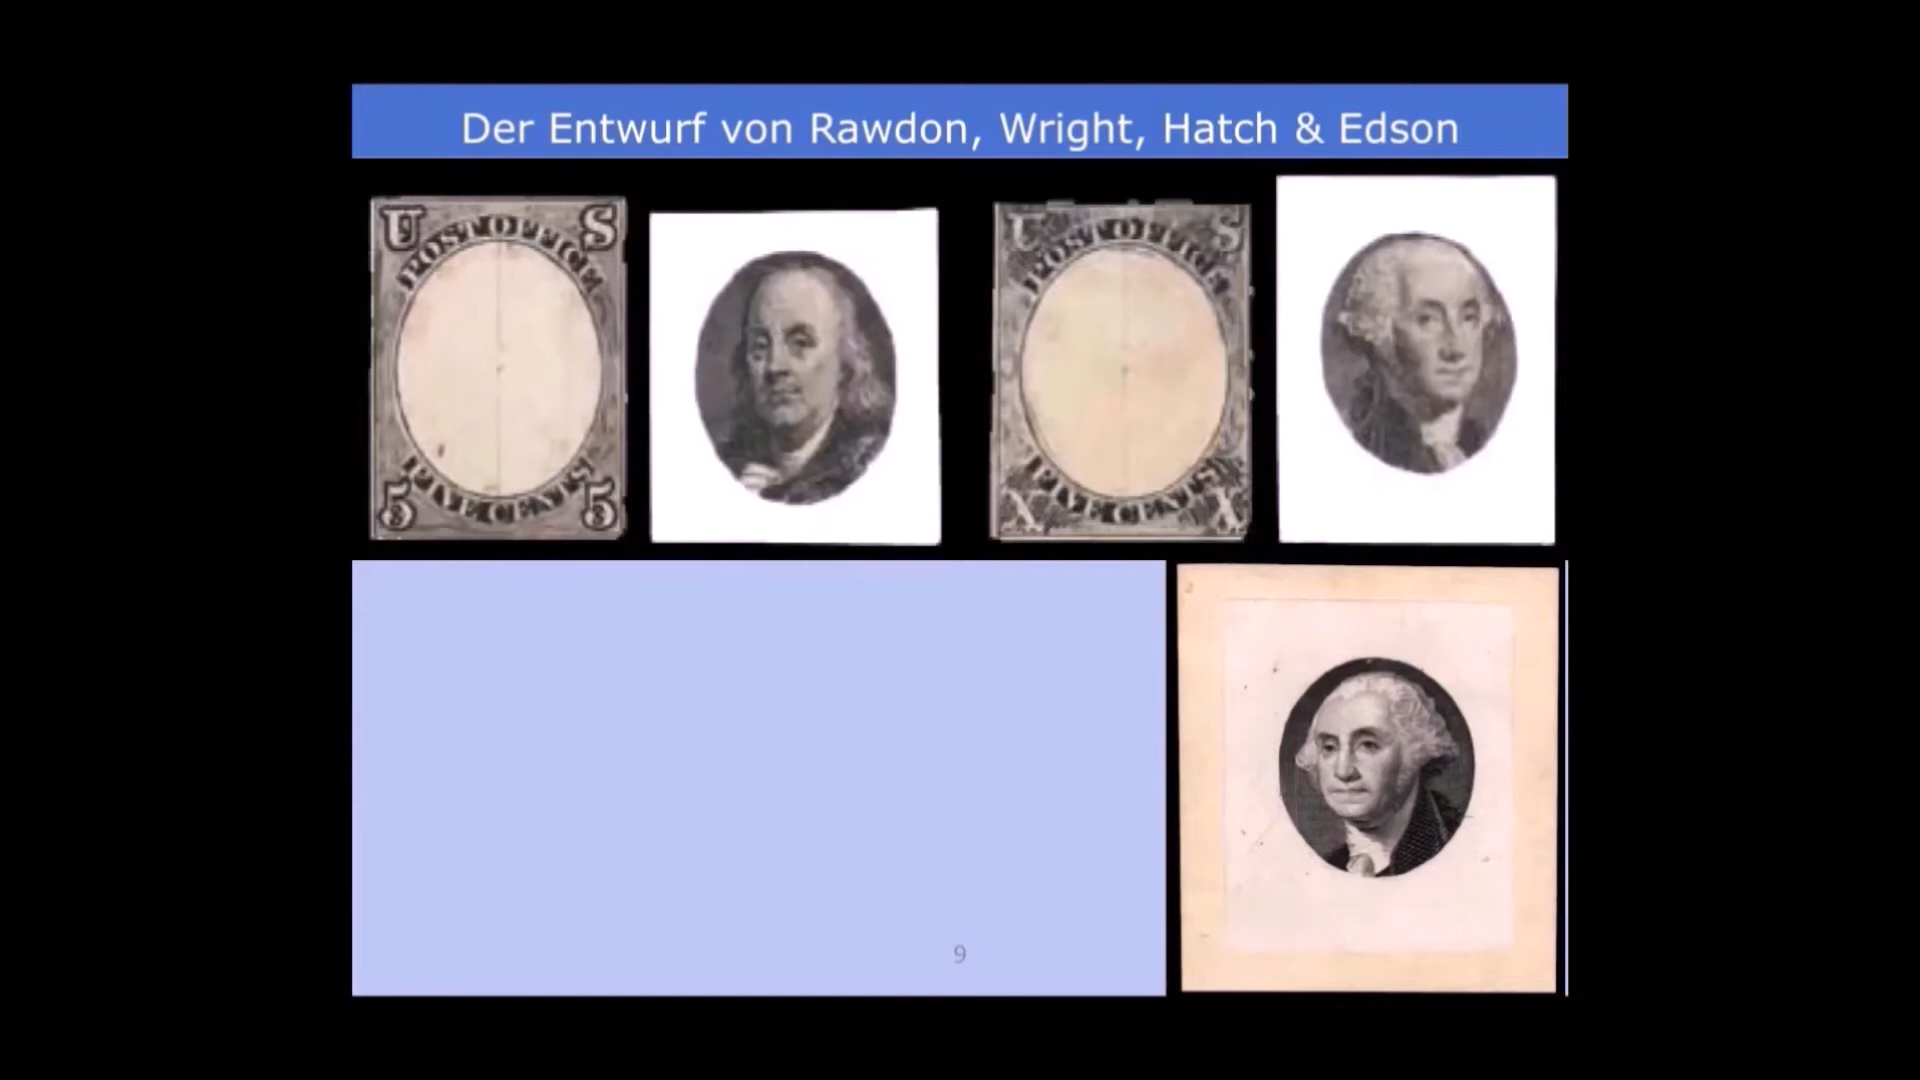 Der Entwurf von Rawdon, Wright, Hatch & Edson
U S
POST OFFICE
FIVE CENTS
5 5
U S
POST OFFICE
FIVE CENTS
X X
9